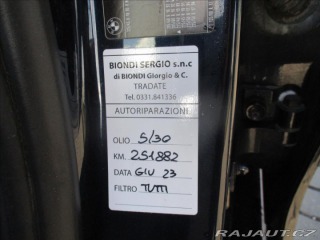 BIONDI SERGIO s.n.c
di BIONDI Giorgio & C.
TRADATE
Tel. 0331.841336
AUTORIPARAZIONI
OLIO 5/30
KM. 251882
DATA GIU 23
FILTRO TUTTI
RAJAUT.CZ